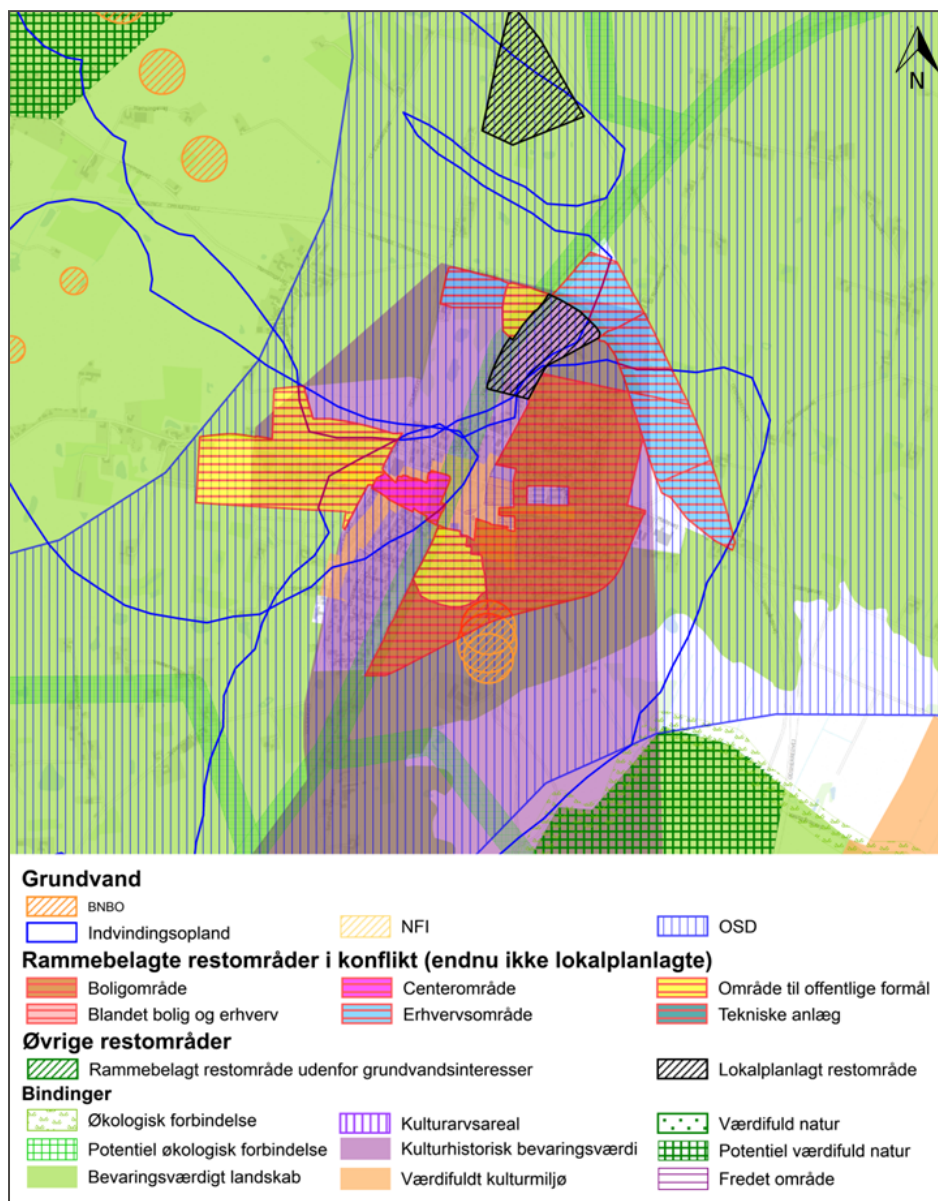 N
Grundvand
BNBO
Indvindingsopland
NFI
OSD
Rammebelagte restområder i konflikt (endnu ikke lokalplanlagte)
Boligområde
Centerområde
Område til offentlige formål
Blandet bolig og erhverv
Erhvervsområde
Tekniske anlæg
Øvrige restområder
Rammebelagt restområde udenfor grundvandsinteresser
Lokalplanlagt restområde
Bindinger
Økologisk forbindelse
Kulturarvsareal
Værdifuld natur
Potentiel økologisk forbindelse
Kulturhistorisk bevaringsværdi
Potentiel værdifuld natur
Bevaringsværdigt landskab
Værdifuldt kulturmiljø
Fredet område